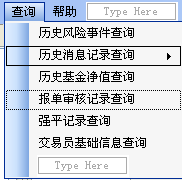 查询 帮助 Type Here
历史风险事件查询
历史消息记录查询
历史基金净值查询
报单审核记录查询
强平记录查询
交易员基础信息查询
Type Here